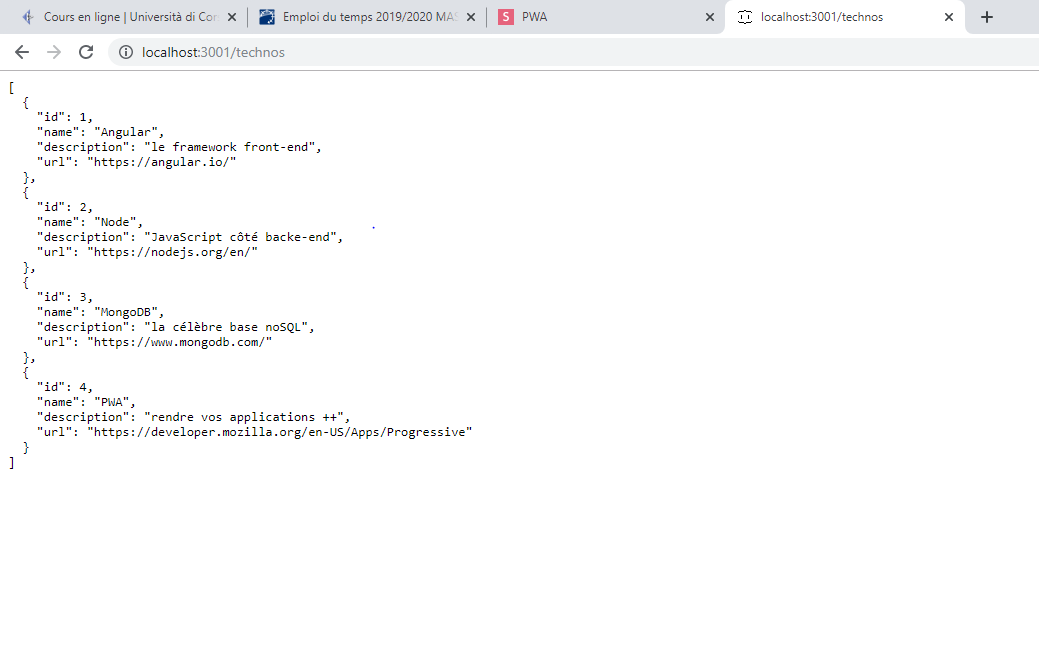 Cours en ligne | Università di Cor
Emploi du temps 2019/2020 MAS
S PWA
localhost:3001/technos
localhost:3001/technos
[
{
"id": 1,
"name": "Angular",
"description": "le framework front-end",
"url": "https://angular.io/"
},
{
"id": 2,
"name": "Node",
"description": "JavaScript côté backe-end",
"url": "https://nodejs.org/en/"
},
{
"id": 3,
"name": "MongoDB",
"description": "la célèbre base noSQL",
"url": "https://www.mongodb.com/"
},
{
"id": 4,
"name": "PWA",
"description": "rendre vos applications ++",
"url": "https://developer.mozilla.org/en-US/Apps/Progressive"
}
]